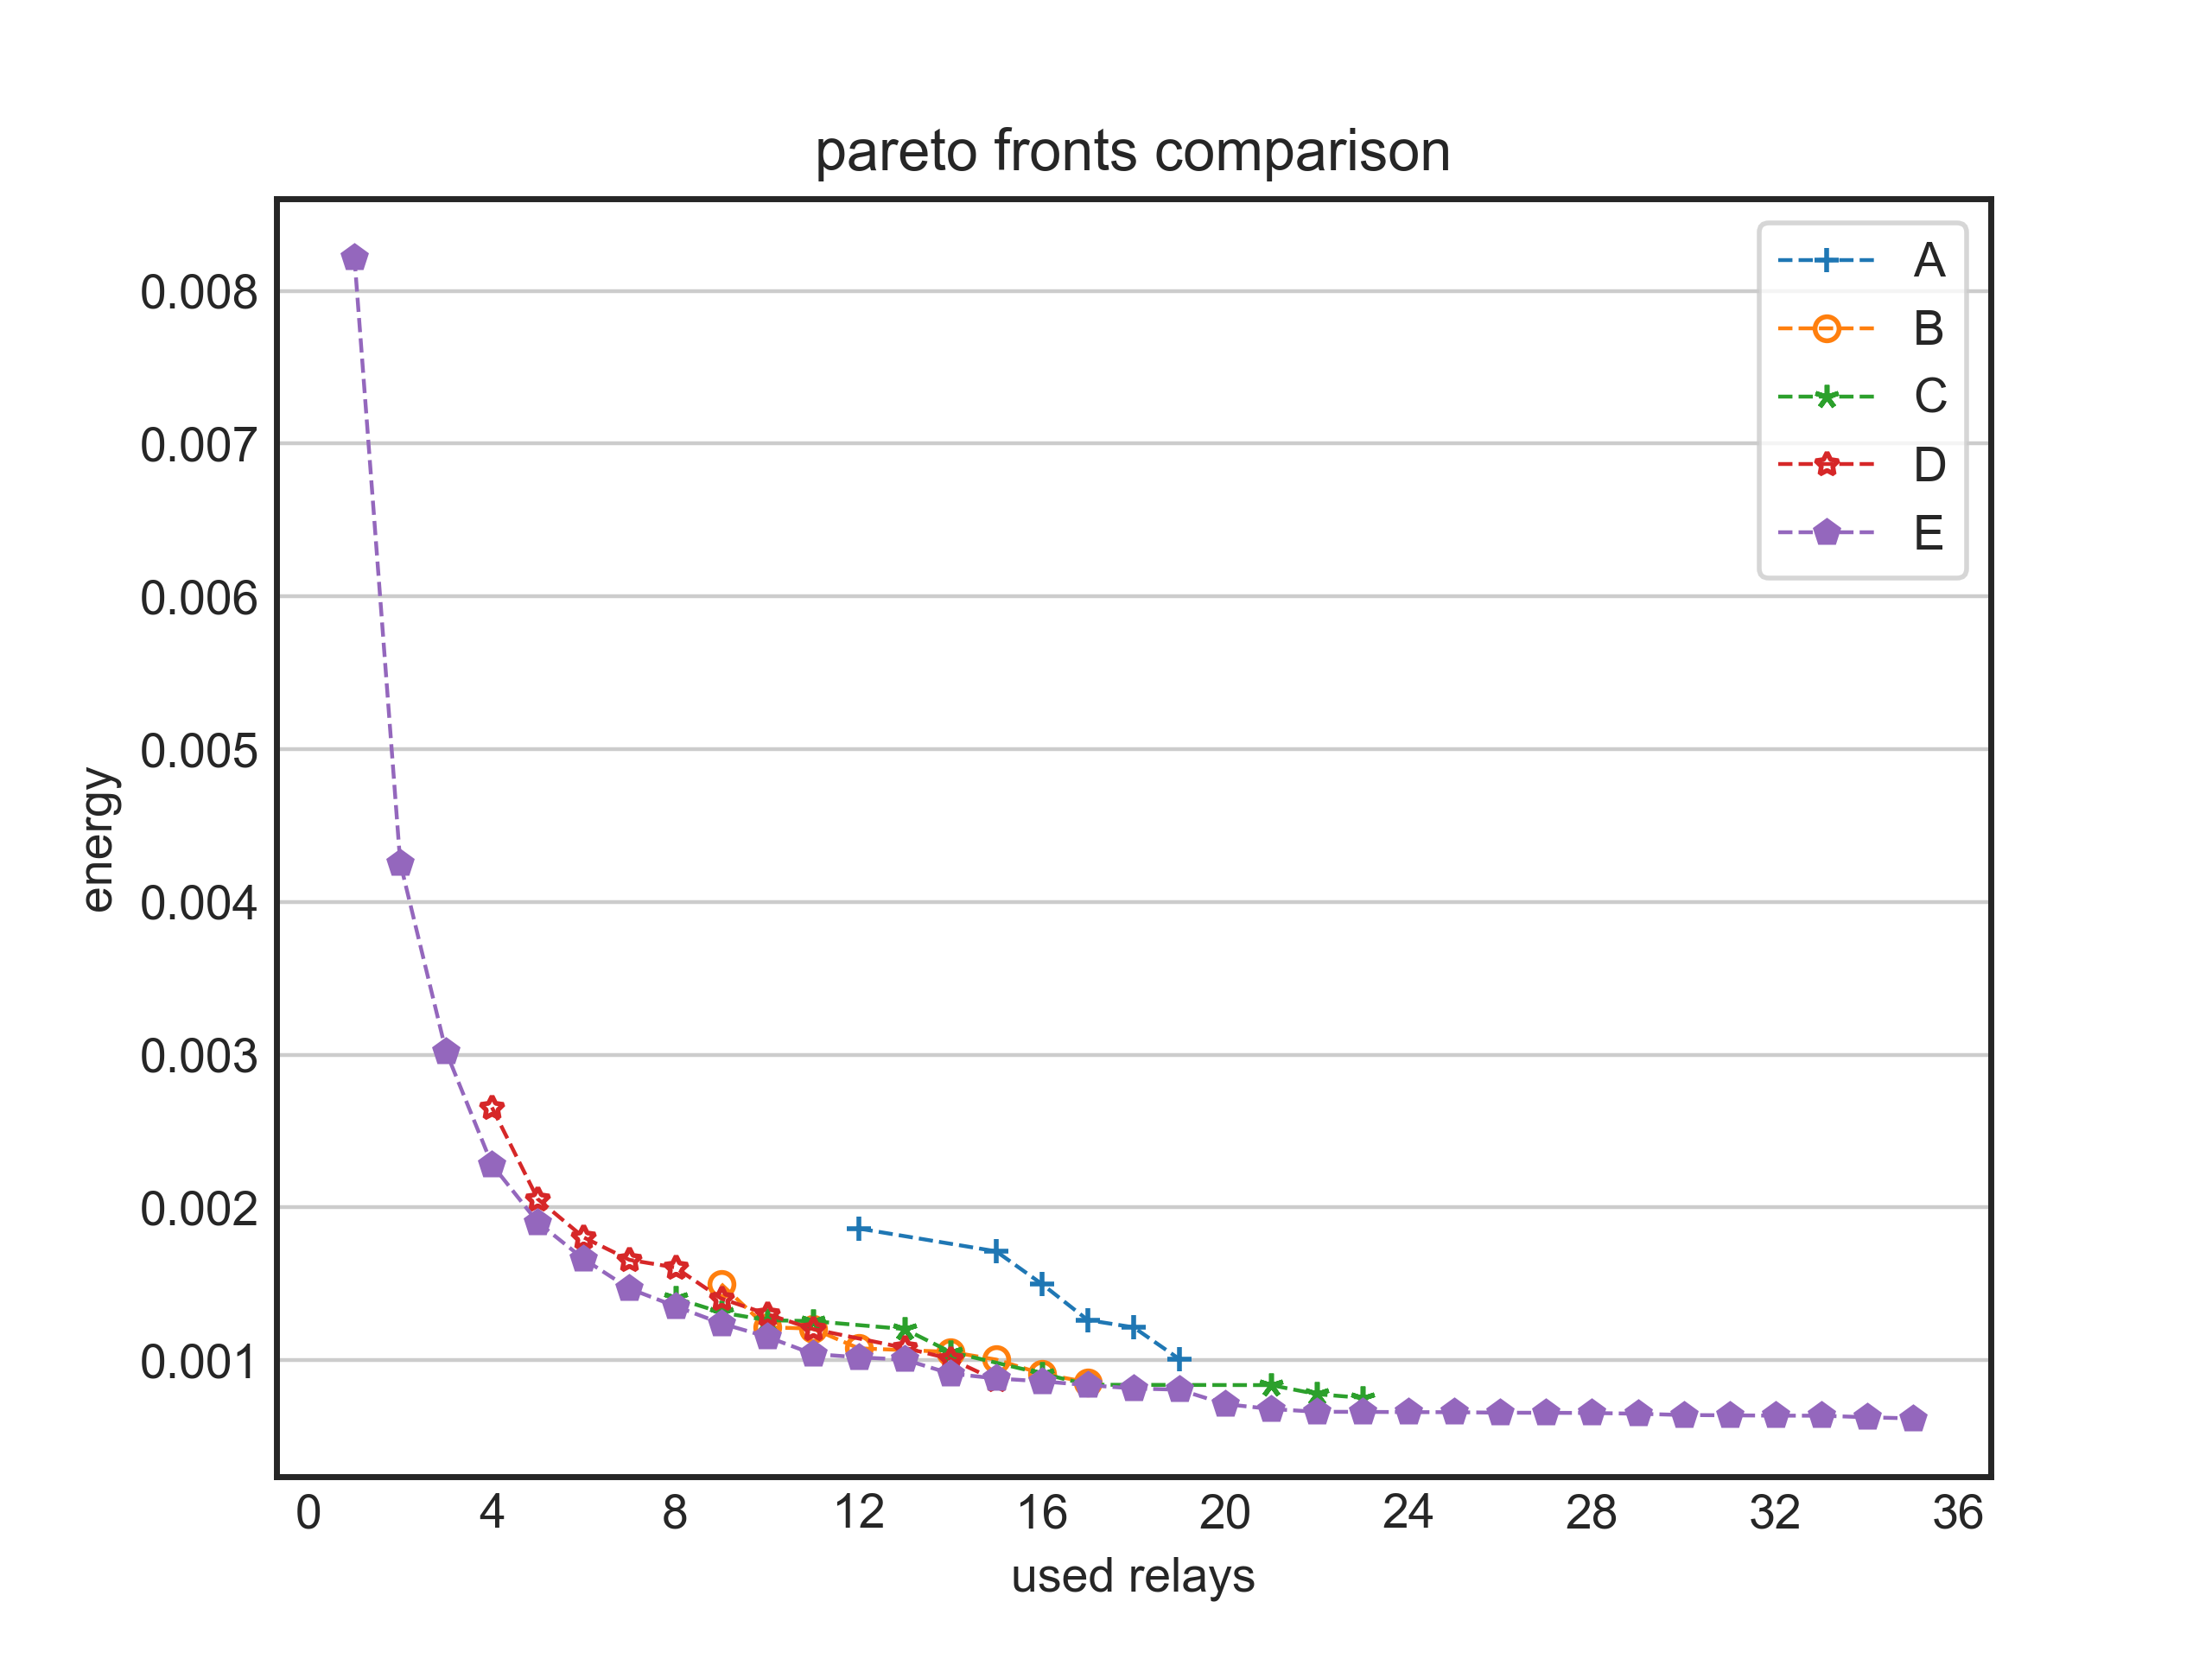 pareto fronts comparison
A
B
C
D
E
0.008
0.007
0.006
0.005
0.004
0.003
0.002
0.001
energy
0 4 8 12 16 20 24 28 32 36
used relays